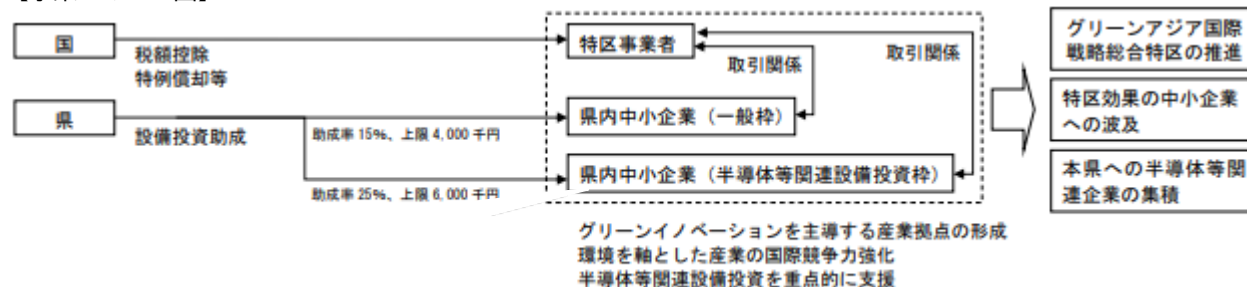 国
税額控除
特例償却等
県
設備投資助成
助成率 15%、上限 4,000 千円
助成率 25%、上限 6,000 千円
特区事業者
取引関係
取引関係
県内中小企業（一般枠）
県内中小企業（半導体等関連設備投資枠）
グリーンイノベーションを主導する産業拠点の形成
環境を軸とした産業の国際競争力強化
半導体等関連設備投資を重点的に支援
グリーンアジア国際
戦略総合特区の推進
特区効果の中小企業
への波及
本県への半導体等関
連企業の集積